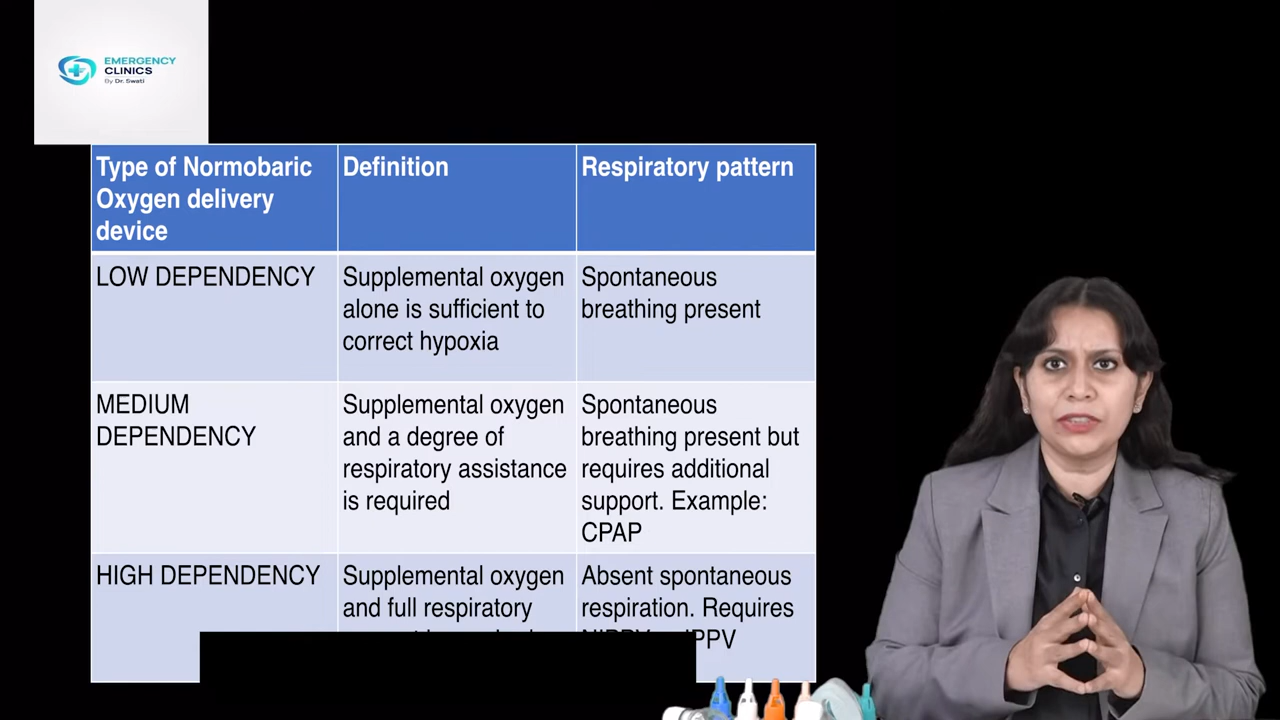 EMERGENCY
CLINICS
By Dr. Swati
Type of Normobaric
Oxygen delivery
device
Definition
Respiratory pattern
LOW DEPENDENCY
Supplemental oxygen
alone is sufficient to
correct hypoxia
Spontaneous
breathing present
MEDIUM
DEPENDENCY
Supplemental oxygen
and a degree of
respiratory assistance
is required
Spontaneous
breathing present but
requires additional
support. Example:
CPAP
HIGH DEPENDENCY
Supplemental oxygen
and full respiratory
Absent spontaneous
respiration. Requires